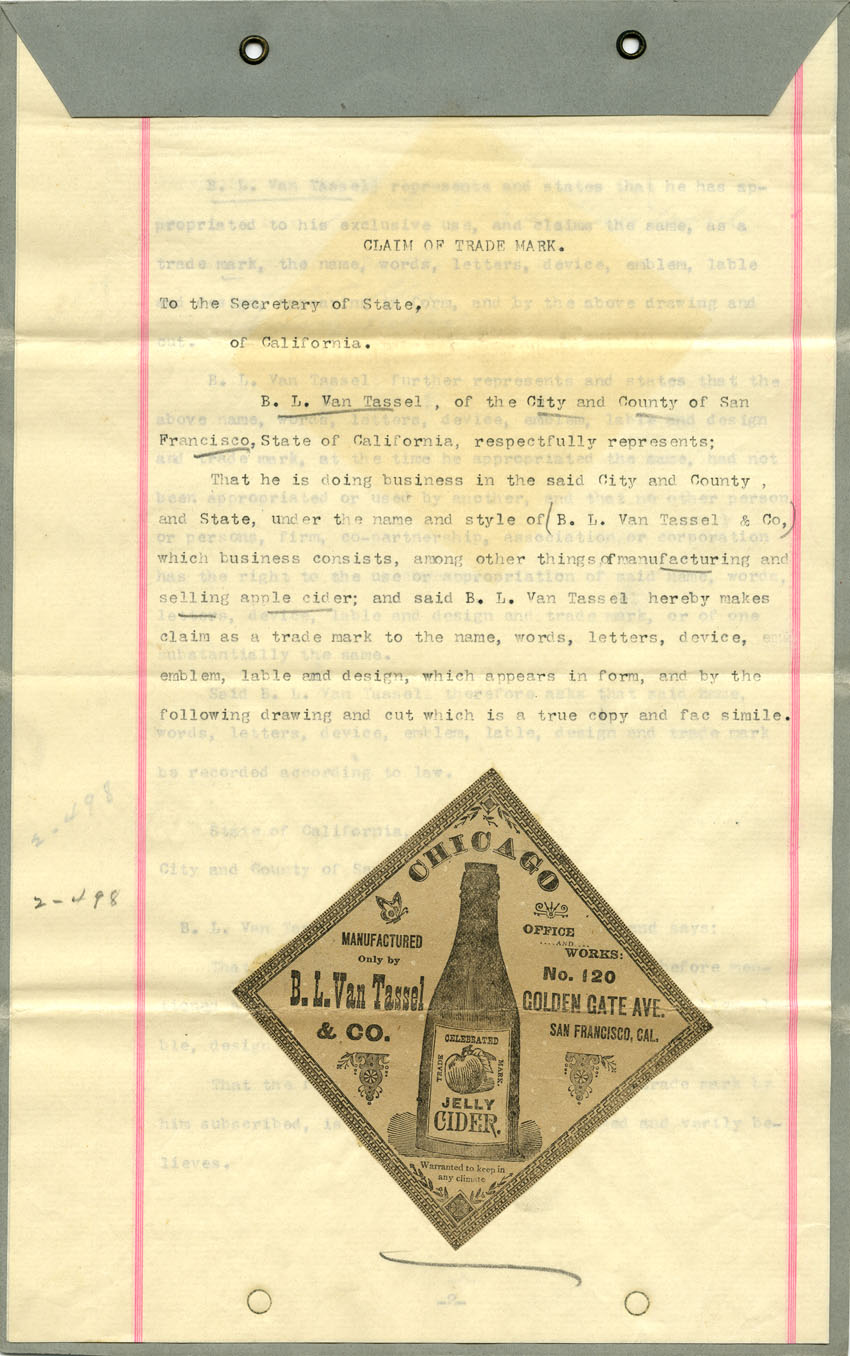 CLAIM OF TRADE MARK.
To the Secretary of State,
of California.
B. L. Van Tassel , of the City and County of San
Francisco, State of California, respectfully represents;
That he is doing business in the said City and County ,
and State, under the name and style of (B. L. Van Tassel & Co,)
which business consists, among other things,of manufacturing and
selling apple cider; and said B. L. Van Tassel hereby makes
claim as a trade mark to the name, words, letters, device,
emblem, lable and design, which appears in form, and by the
following drawing and cut which is a true copy and fac simile.
2-498
CHICAGO
MANUFACTURED
Only by
B. L. Van Tassel
& CO.
OFFICE
....AND....
WORKS:
No. 120
GOLDEN GATE AVE.
SAN FRANCISCO, CAL.
CELEBRATED
TRADE
MARK.
JELLY
CIDER.
Warranted to keep in
any climate